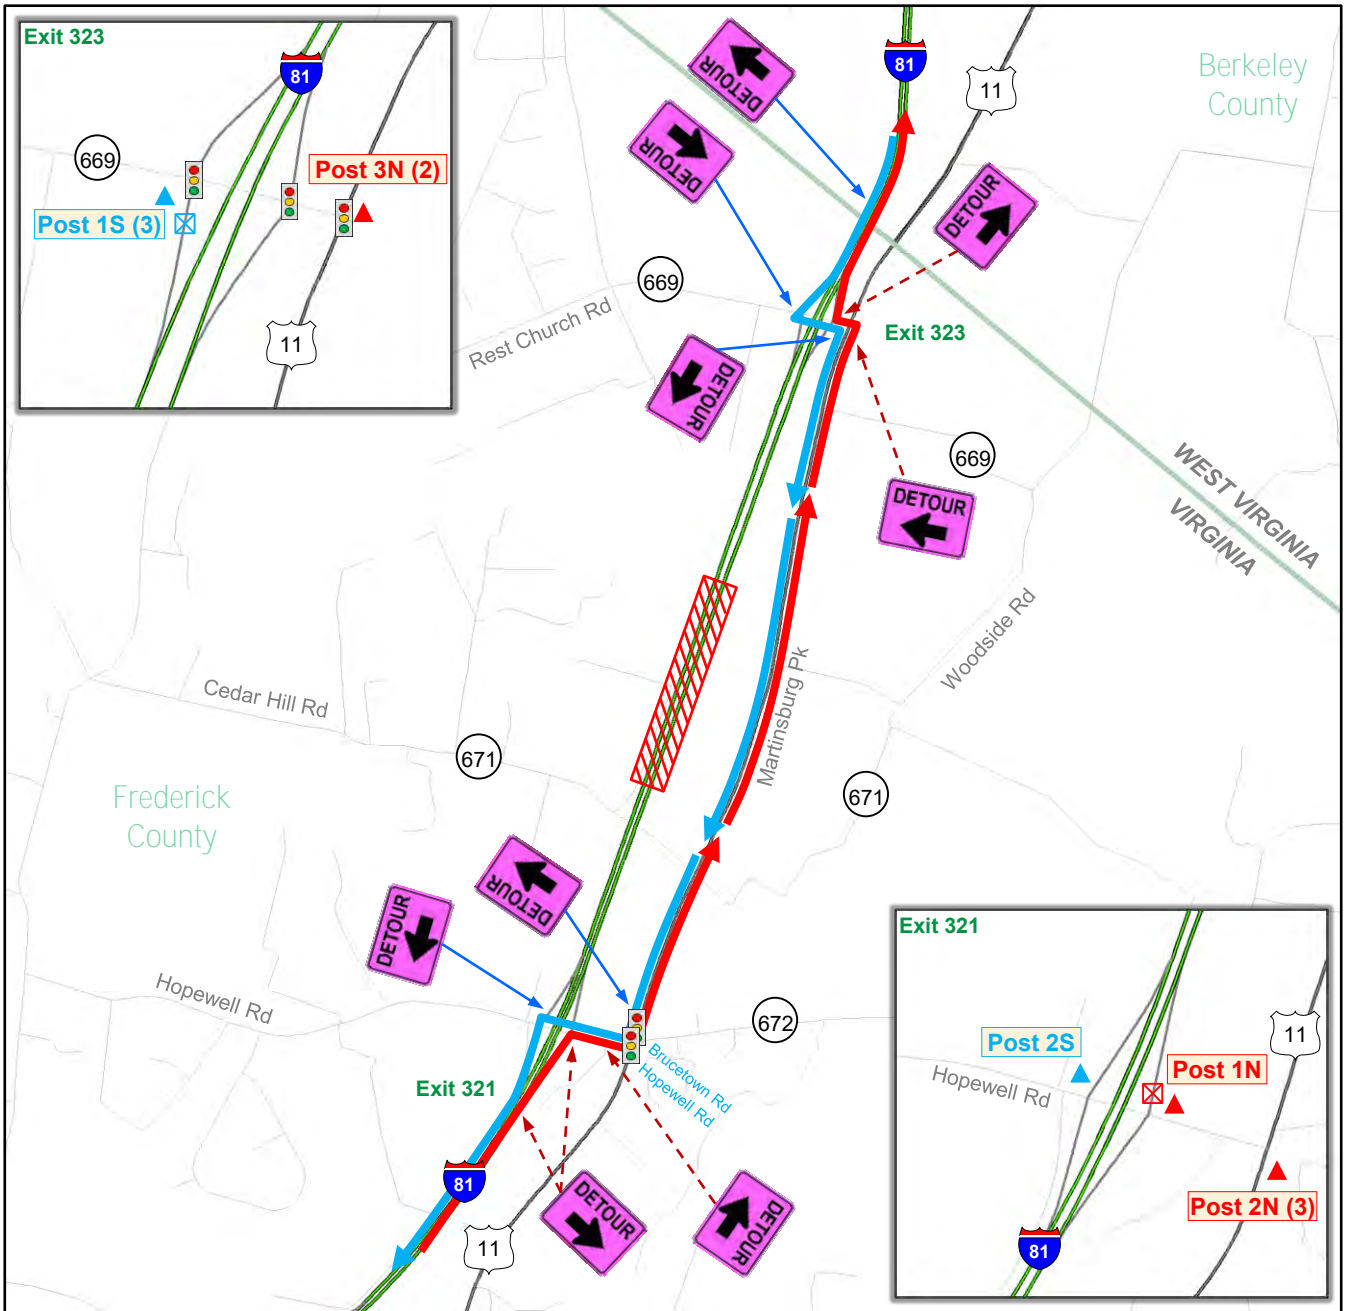 Exit 323
81
669
Post 3N (2)
Post 1S (3)
11
DETOUR
DETOUR
81
11
Berkeley
County
DETOUR
669
Rest Church Rd
Exit 323
DETOUR
669
DETOUR
WEST VIRGINIA
VIRGINIA
Woodside Rd
Martinsburg Pk
Cedar Hill Rd
671
671
Frederick
County
DETOUR
DETOUR
Hopewell Rd
672
Brucetown Rd
Hopewell Rd
Exit 321
81
DETOUR
DETOUR
11
Exit 321
11
Post 2S
Post 1N
Hopewell Rd
Post 2N (3)
81